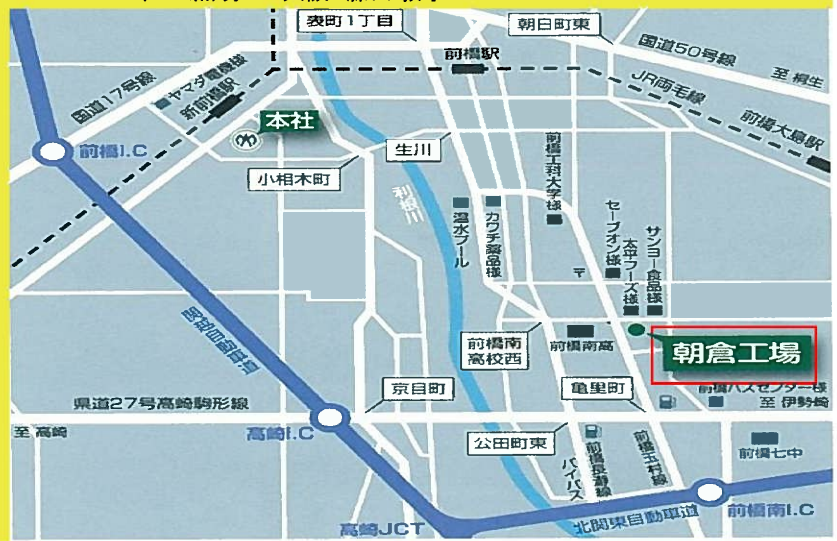 表町1丁目
朝日町東
国道50号線
至 桐生
前橋駅
JR両毛線
前橋大島駅
国道17号線
ヤマダ電機様
新前橋駅
本社
前橋I.C
小相木町
生川
利根川
温水プール
カワチ薬品様
前橋工科大学様
セーブオン様
太平フーズ様
サンヨー食品様
〒
関越自動車道
前橋南
高校西
前橋南高
朝倉工場
前橋バスセンター様
京目町
亀里町
県道27号高崎駒形線
至 伊勢崎
至 高崎
高崎I.C
公田町東
前橋長瀞線
バイパス
前橋玉村線
前橋七中
高崎JCT
北関東自動車道
前橋南I.C